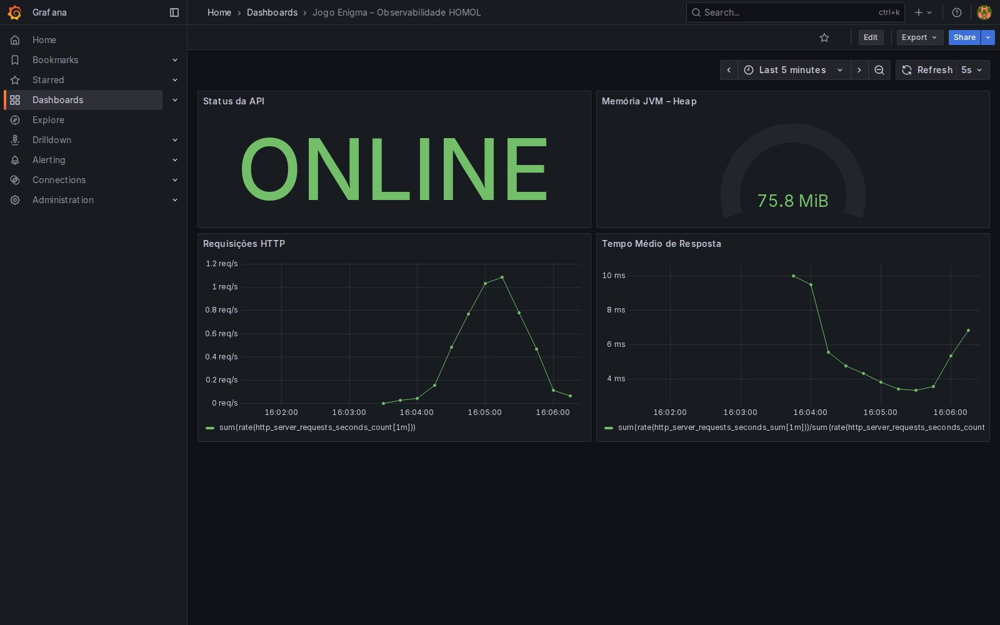 Grafana
Home › Dashboards › Jogo Enigma – Observabilidade HOMOL
Search...
ctrl+k
Home
Bookmarks
Starred
Dashboards
Explore
Drilldown
Alerting
Connections
Administration
Edit
Export
Share
Last 5 minutes
Refresh
5s
Status da API
ONLINE
Memória JVM – Heap
75.8 MiB
Requisições HTTP
1.2 req/s
1 req/s
0.8 req/s
0.6 req/s
0.4 req/s
0.2 req/s
0 req/s
16:02:00 16:03:00 16:04:00 16:05:00 16:06:00
sum(rate(http_server_requests_seconds_count[1m]))
Tempo Médio de Resposta
10 ms
8 ms
6 ms
4 ms
16:02:00 16:03:00 16:04:00 16:05:00 16:06:00
sum(rate(http_server_requests_seconds_sum[1m]))/sum(rate(http_server_requests_seconds_count